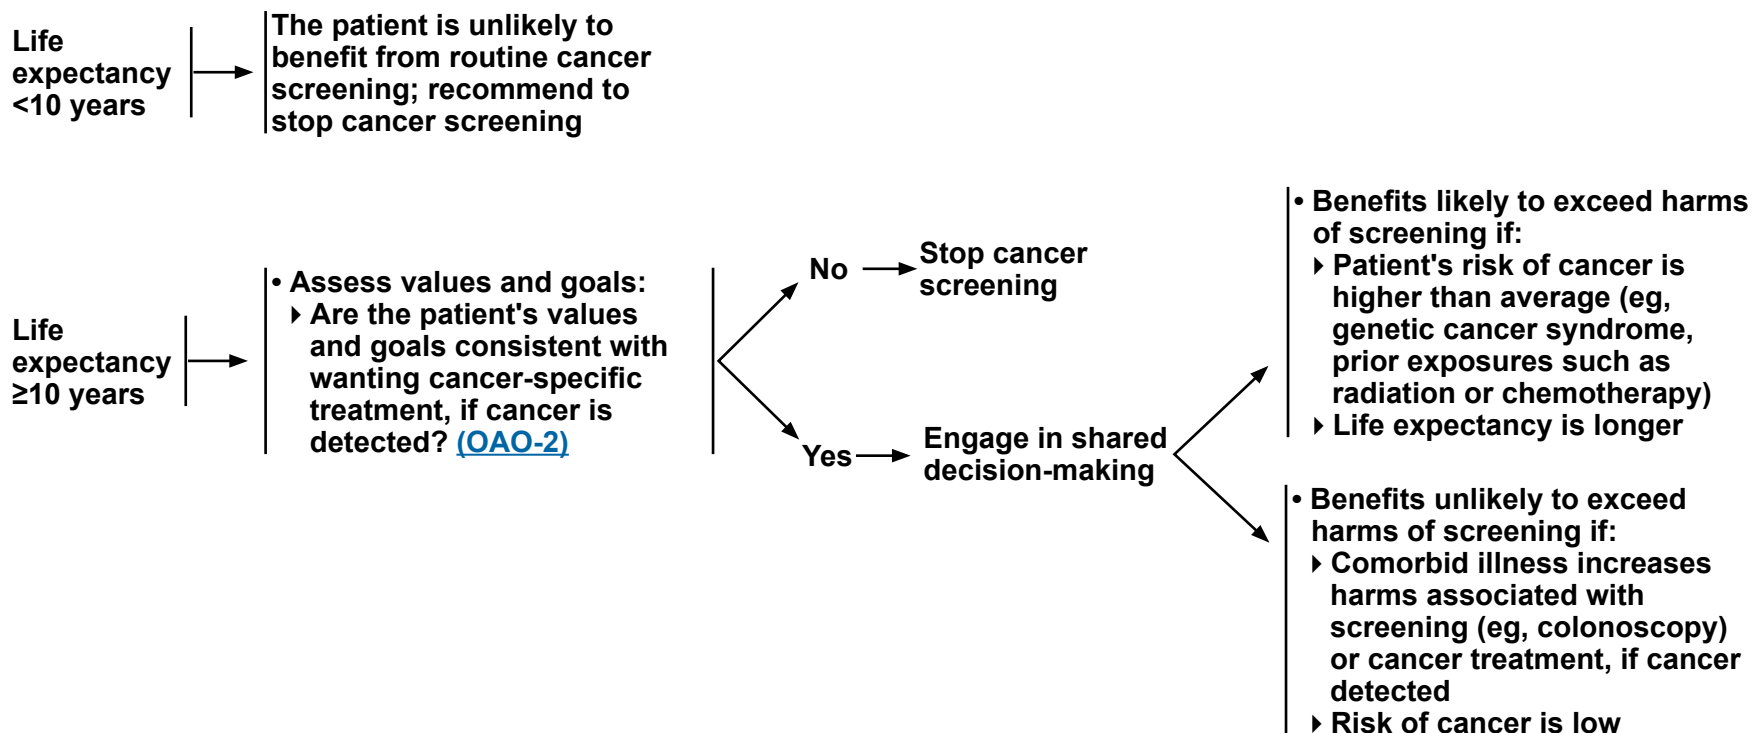 Life
expectancy
<10 years
The patient is unlikely to
benefit from routine cancer
screening; recommend to
stop cancer screening
Life
expectancy
≥10 years
• Assess values and goals:
▸ Are the patient's values
and goals consistent with
wanting cancer-specific
treatment, if cancer is
detected? (OAO-2)
No
Stop cancer
screening
Yes
Engage in shared
decision-making
• Benefits likely to exceed harms
of screening if:
▸ Patient's risk of cancer is
higher than average (eg,
genetic cancer syndrome,
prior exposures such as
radiation or chemotherapy)
▸ Life expectancy is longer
• Benefits unlikely to exceed
harms of screening if:
▸ Comorbid illness increases
harms associated with
screening (eg, colonoscopy)
or cancer treatment, if cancer
detected
▸ Risk of cancer is low